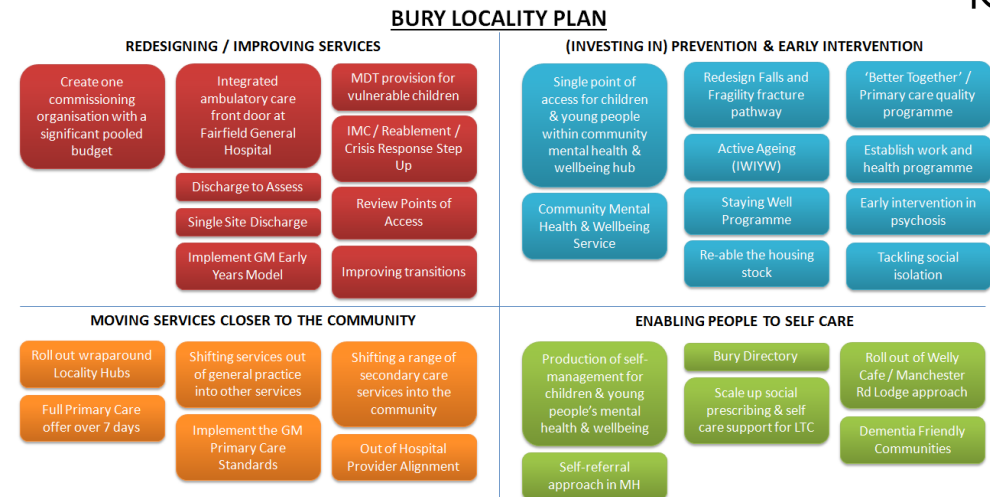 BURY LOCALITY PLAN
REDESIGNING / IMPROVING SERVICES
Create one
commissioning
organisation with a
significant pooled
budget
Integrated
ambulatory care
front door at
Fairfield General
Hospital
Discharge to Assess
Single Site Discharge
Implement GM Early
Years Model
MDT provision for
vulnerable children
IMC / Reablement /
Crisis Response Step
Up
Review Points of
Access
Improving transitions
(INVESTING IN) PREVENTION & EARLY INTERVENTION
Single point of
access for children
& young people
within community
mental health &
wellbeing hub
Community Mental
Health & Wellbeing
Service
Redesign Falls and
Fragility fracture
pathway
Active Ageing
(IWIYW)
Staying Well
Programme
Re-able the housing
stock
‘Better Together’ /
Primary care quality
programme
Establish work and
health programme
Early intervention in
psychosis
Tackling social
isolation
MOVING SERVICES CLOSER TO THE COMMUNITY
Roll out wraparound
Locality Hubs
Full Primary Care
offer over 7 days
Shifting services out
of general practice
into other services
Implement the GM
Primary Care
Standards
Shifting a range of
secondary care
services into the
community
Out of Hospital
Provider Alignment
ENABLING PEOPLE TO SELF CARE
Production of self-
management for
children & young
people’s mental
health & wellbeing
Self-referral
approach in MH
Bury Directory
Scale up social
prescribing & self
care support for LTC
Roll out of Welly
Cafe / Manchester
Rd Lodge approach
Dementia Friendly
Communities